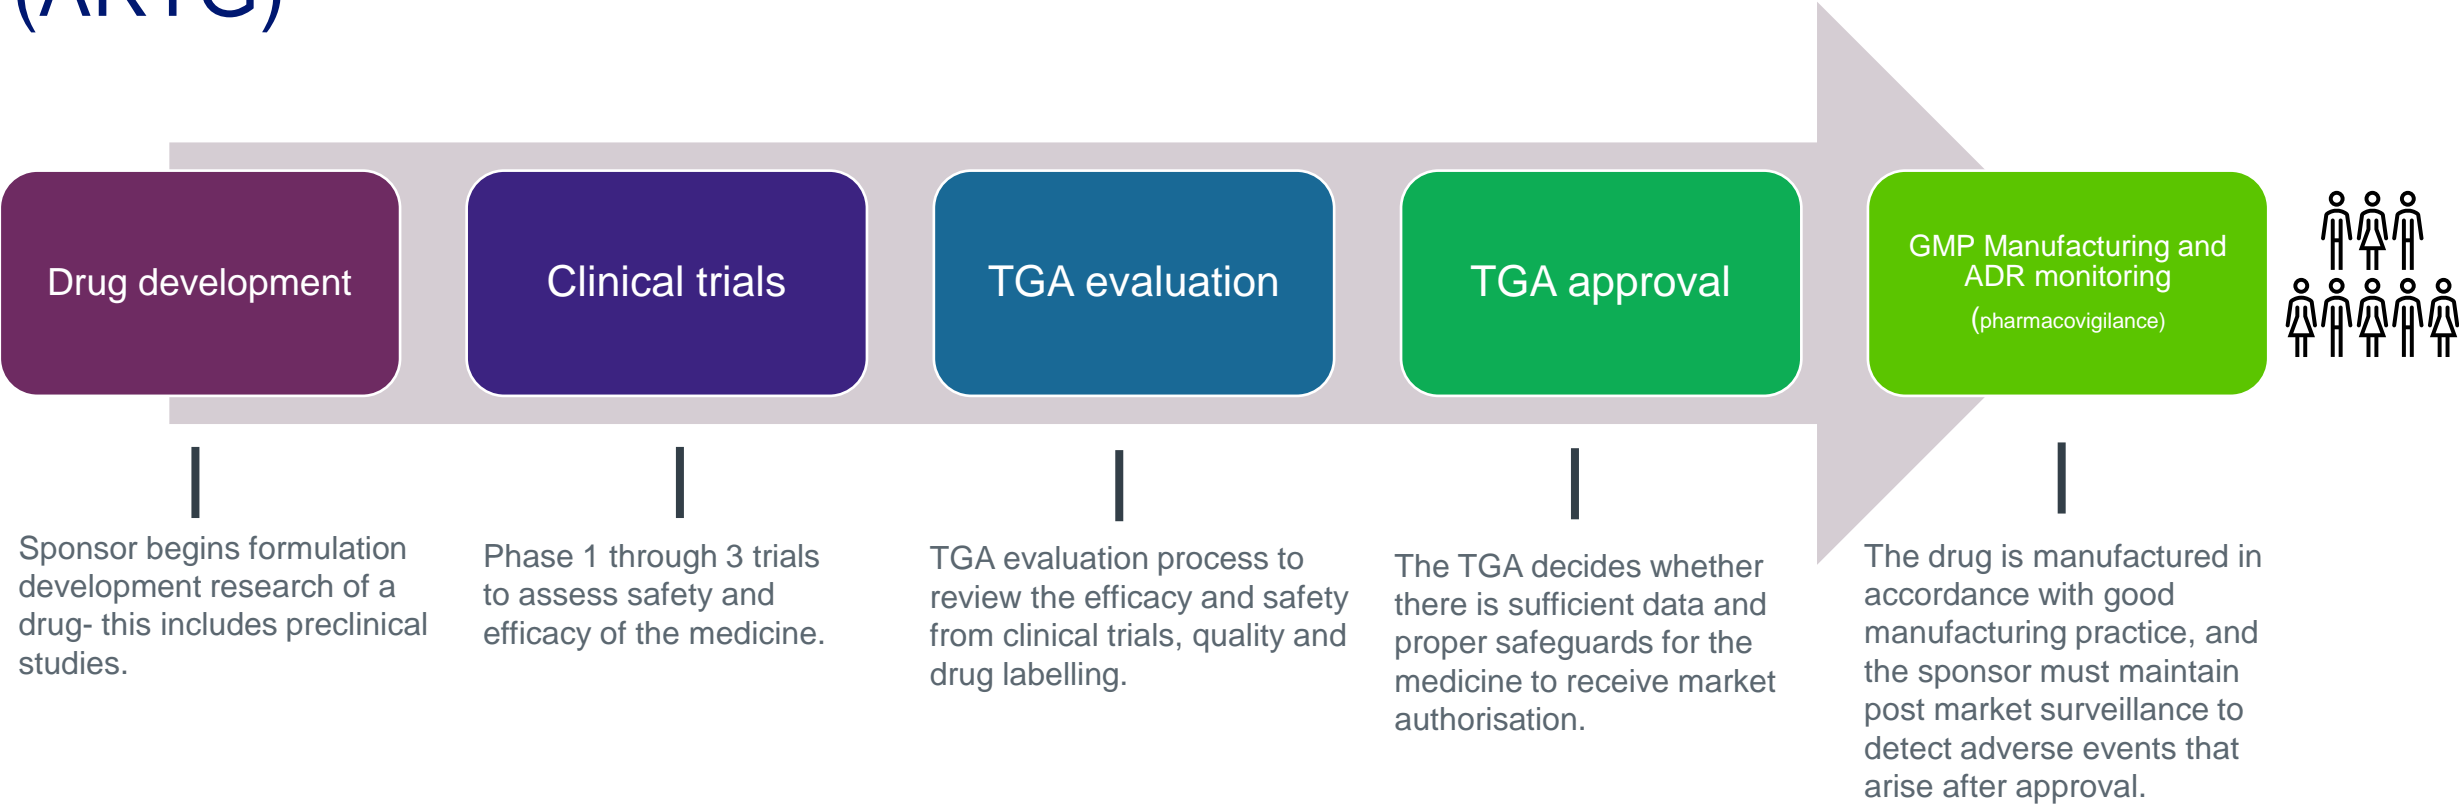 (ARTG)
Drug development
Clinical trials
TGA evaluation
TGA approval
GMP Manufacturing and
ADR monitoring
(pharmacovigilance)
Sponsor begins formulation
development research of a
drug- this includes preclinical
studies.
Phase 1 through 3 trials
to assess safety and
efficacy of the medicine.
TGA evaluation process to
review the efficacy and safety
from clinical trials, quality and
drug labelling.
The TGA decides whether
there is sufficient data and
proper safeguards for the
medicine to receive market
authorisation.
The drug is manufactured in
accordance with good
manufacturing practice, and
the sponsor must maintain
post market surveillance to
detect adverse events that
arise after approval.